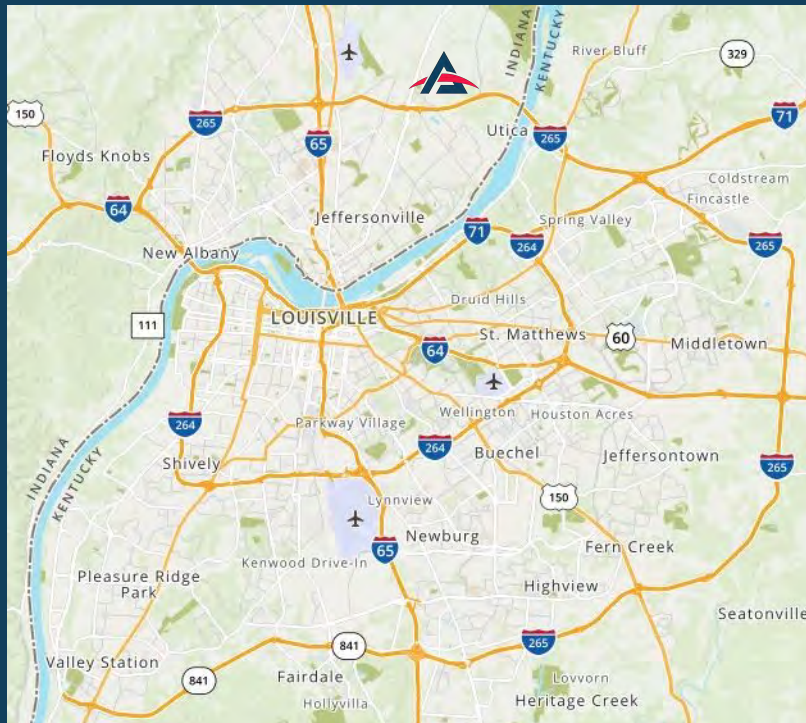 INDIANA
KENTUCKY
River Bluff
329
150
265
65
71
Utica
265
Floyds Knobs
Coldstream
Fincastle
64
Jeffersonville
71
Spring Valley
264
265
New Albany
Druid Hills
111
LOUISVILLE
St. Matthews
60
64
Middletown
Wellington
Houston Acres
264
Parkway Village
264
Buechel
Jeffersontown
INDIANA
KENTUCKY
Shively
265
Lynnview
150
Newburg
65
Fern Creek
Kenwood Drive-In
Pleasure Ridge
Park
Highview
Seatonville
841
265
Valley Station
841
Fairdale
Lovvorn
Hollyvilla
Heritage Creek